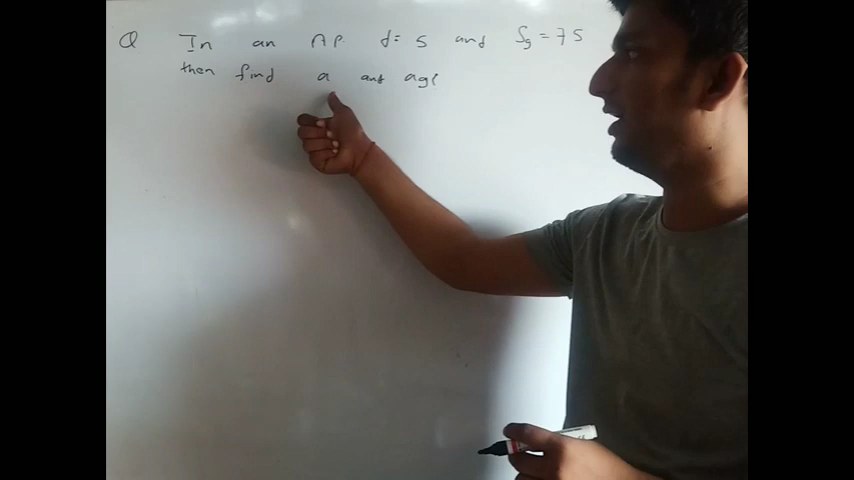 Q In an AP d= 5 and S9 = 75
then find a and a9